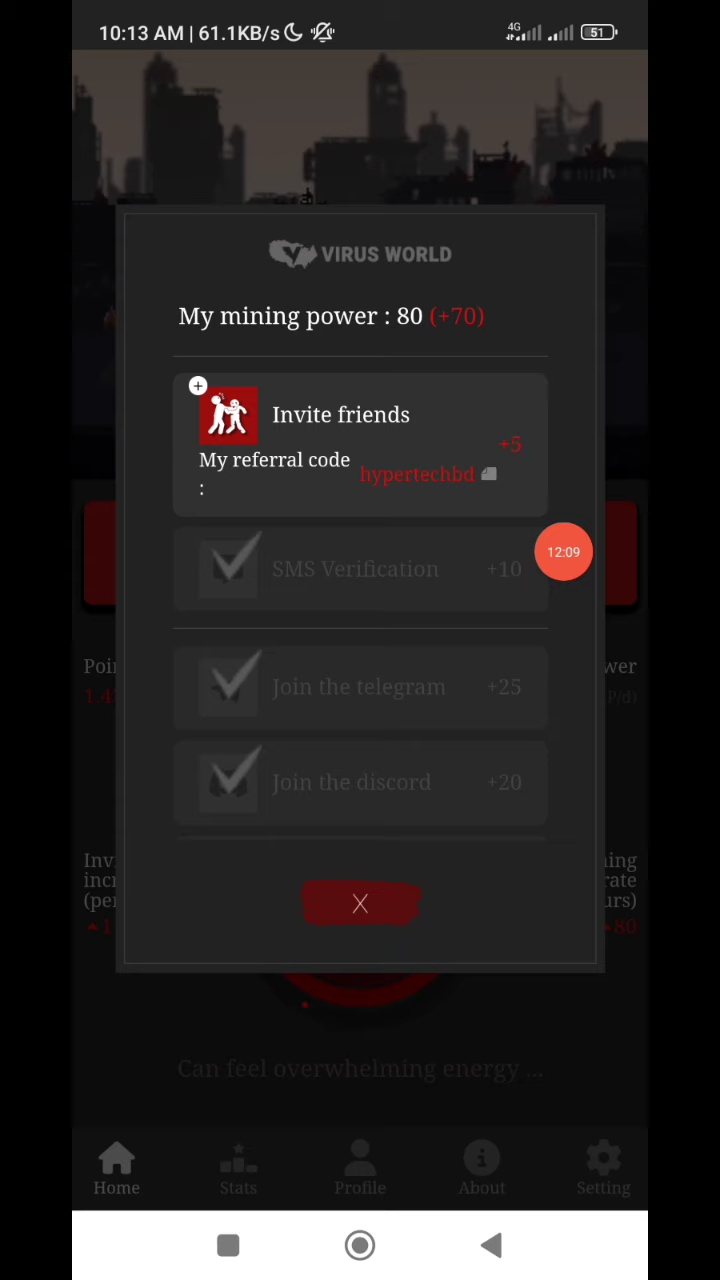 10:13 AM | 61.1KB/s
4G
51
VIRUS WORLD
My mining power : 80 (+70)
Invite friends
+5
My referral code
:
hypertechbd
12:09
SMS Verification +10
Join the telegram +25
Join the discord +20
Can feel overwhelming energy ...
Home Stats Profile About Setting